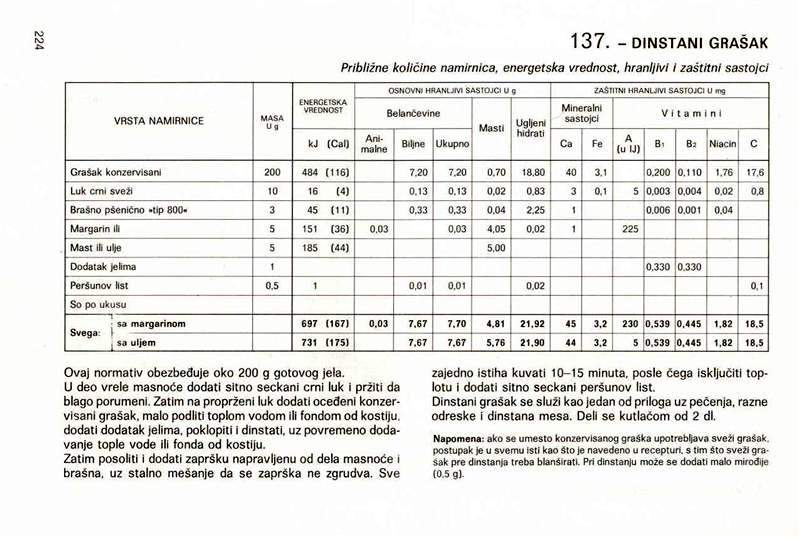 224
137. – DINSTANI GRAŠAK
Približne količine namirnica, energetska vrednost, hranljivi i zaštitni sastojci
VRSTA NAMIRNICE MASA U g ENERGETSKA VREDNOST OSNOVNI HRANLJIVI SASTOJCI U g ZAŠTITNI HRANLJIVI SASTOJCI U mg
Belančevine Masti Ugljeni hidrati Mineralni sastojci Vitamini
kJ (Cal) Ani-malne Biljne Ukupno Ca Fe A (u IJ) B1 B2 Niacin C
Grašak konzervisani 200 484 (116) 7,20 7,20 0,70 18,80 40 3,1 0,200 0,110 1,76 17,6
Luk crni sveži 10 16 (4) 0,13 0,13 0,02 0,83 3 0,1 5 0,003 0,004 0,02 0,8
Brašno pšenično »tip 800« 3 45 (11) 0,33 0,33 0,04 2,25 1 0,006 0,001 0,04
Margarin ili 5 151 (36) 0,03 0,03 4,05 0,02 1 225
Mast ili ulje 5 185 (44) 5,00
Dodatak jelima 1 0,330 0,330
Peršunov list 0,5 1 0,01 0,01 0,02 0,1
So po ukusu
Svega: sa margarinom 697 (167) 0,03 7,67 7,70 4,81 21,92 45 3,2 230 0,539 0,445 1,82 18,5
sa uljem 731 (175) 7,67 7,67 5,76 21,90 44 3,2 5 0,539 0,445 1,82 18,5
Ovaj normativ obezbeđuje oko 200 g gotovog jela.
U deo vrele masnoće dodati sitno seckani crni luk i pržiti da
blago porumeni. Zatim na proprženi luk dodati oceđeni konzer-
visani grašak, malo podliti toplom vodom ili fondom od kostiju,
dodati dodatak jelima, poklopiti i dinstati, uz povremeno doda-
vanje tople vode ili fonda od kostiju.
Zatim posoliti i dodati zapršku napravljenu od dela masnoće i
brašna, uz stalno mešanje da se zaprška ne zgrudva. Sve
zajedno istiha kuvati 10–15 minuta, posle čega isključiti top-
lotu i dodati sitno seckani peršunov list.
Dinstani grašak se služi kao jedan od priloga uz pečenja, razne
odreske i dinstana mesa. Deli se kutlačom od 2 dl.
Napomena: ako se umesto konzervisanog graška upotrebljava sveži grašak,
postupak je u svemu isti kao što je navedeno u recepturi, s tim što sveži gra-
šak pre dinstanja treba blanširati. Pri dinstanju može se dodati malo mirođije
(0,5 g).